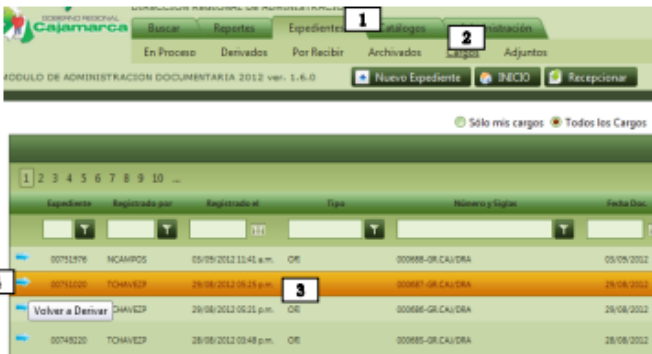 DIRECCION REGIONAL DE
GOBIERNO REGIONAL
Cajamarca
Buscar Reportes Expedientes 1 Catálogos Administración
2
En Proceso Derivados Por Recibir Archivados Cargos Adjuntos
MODULO DE ADMINISTRACION DOCUMENTARIA 2012 ver. 1.6.0 Nuevo Expediente INICIO Recepcionar
Sólo mis cargos Todos los Cargos
1 2 3 4 5 6 7 8 9 10 ...
Expediente Registrado por Registrado el Tipo Número y Siglas Fecha Doc.
00751976 NCAMPOS 05/09/2012 11:41 a.m. OFI 000688-GR.CAJ/DRA 05/09/2012
00751020 TCHAVEZP 29/08/2012 05:25 p.m. 3 000687-GR.CAJ/DRA 29/08/2012
Volver a Derivar TCHAVEZP 29/08/2012 05:21 p.m. OFI 000686-GR.CAJ/DRA 29/08/2012
00749220 TCHAVEZP 28/08/2012 03:48 p.m. OFI 000685-GR.CAJ/DRA 28/08/2012